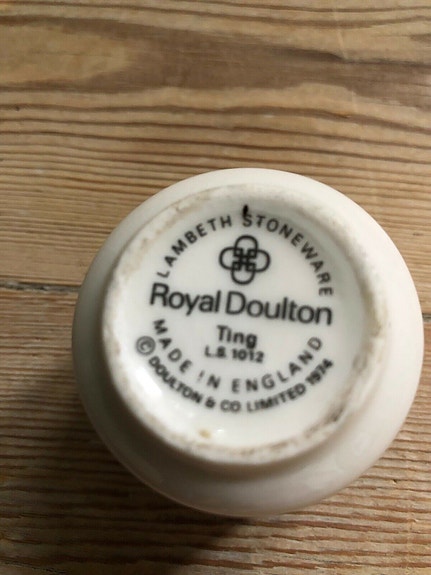 LAMBETH STONEWARE
Royal Doulton
Ting
L.S. 1012
MADE IN ENGLAND
© DOULTON & CO LIMITED 1974